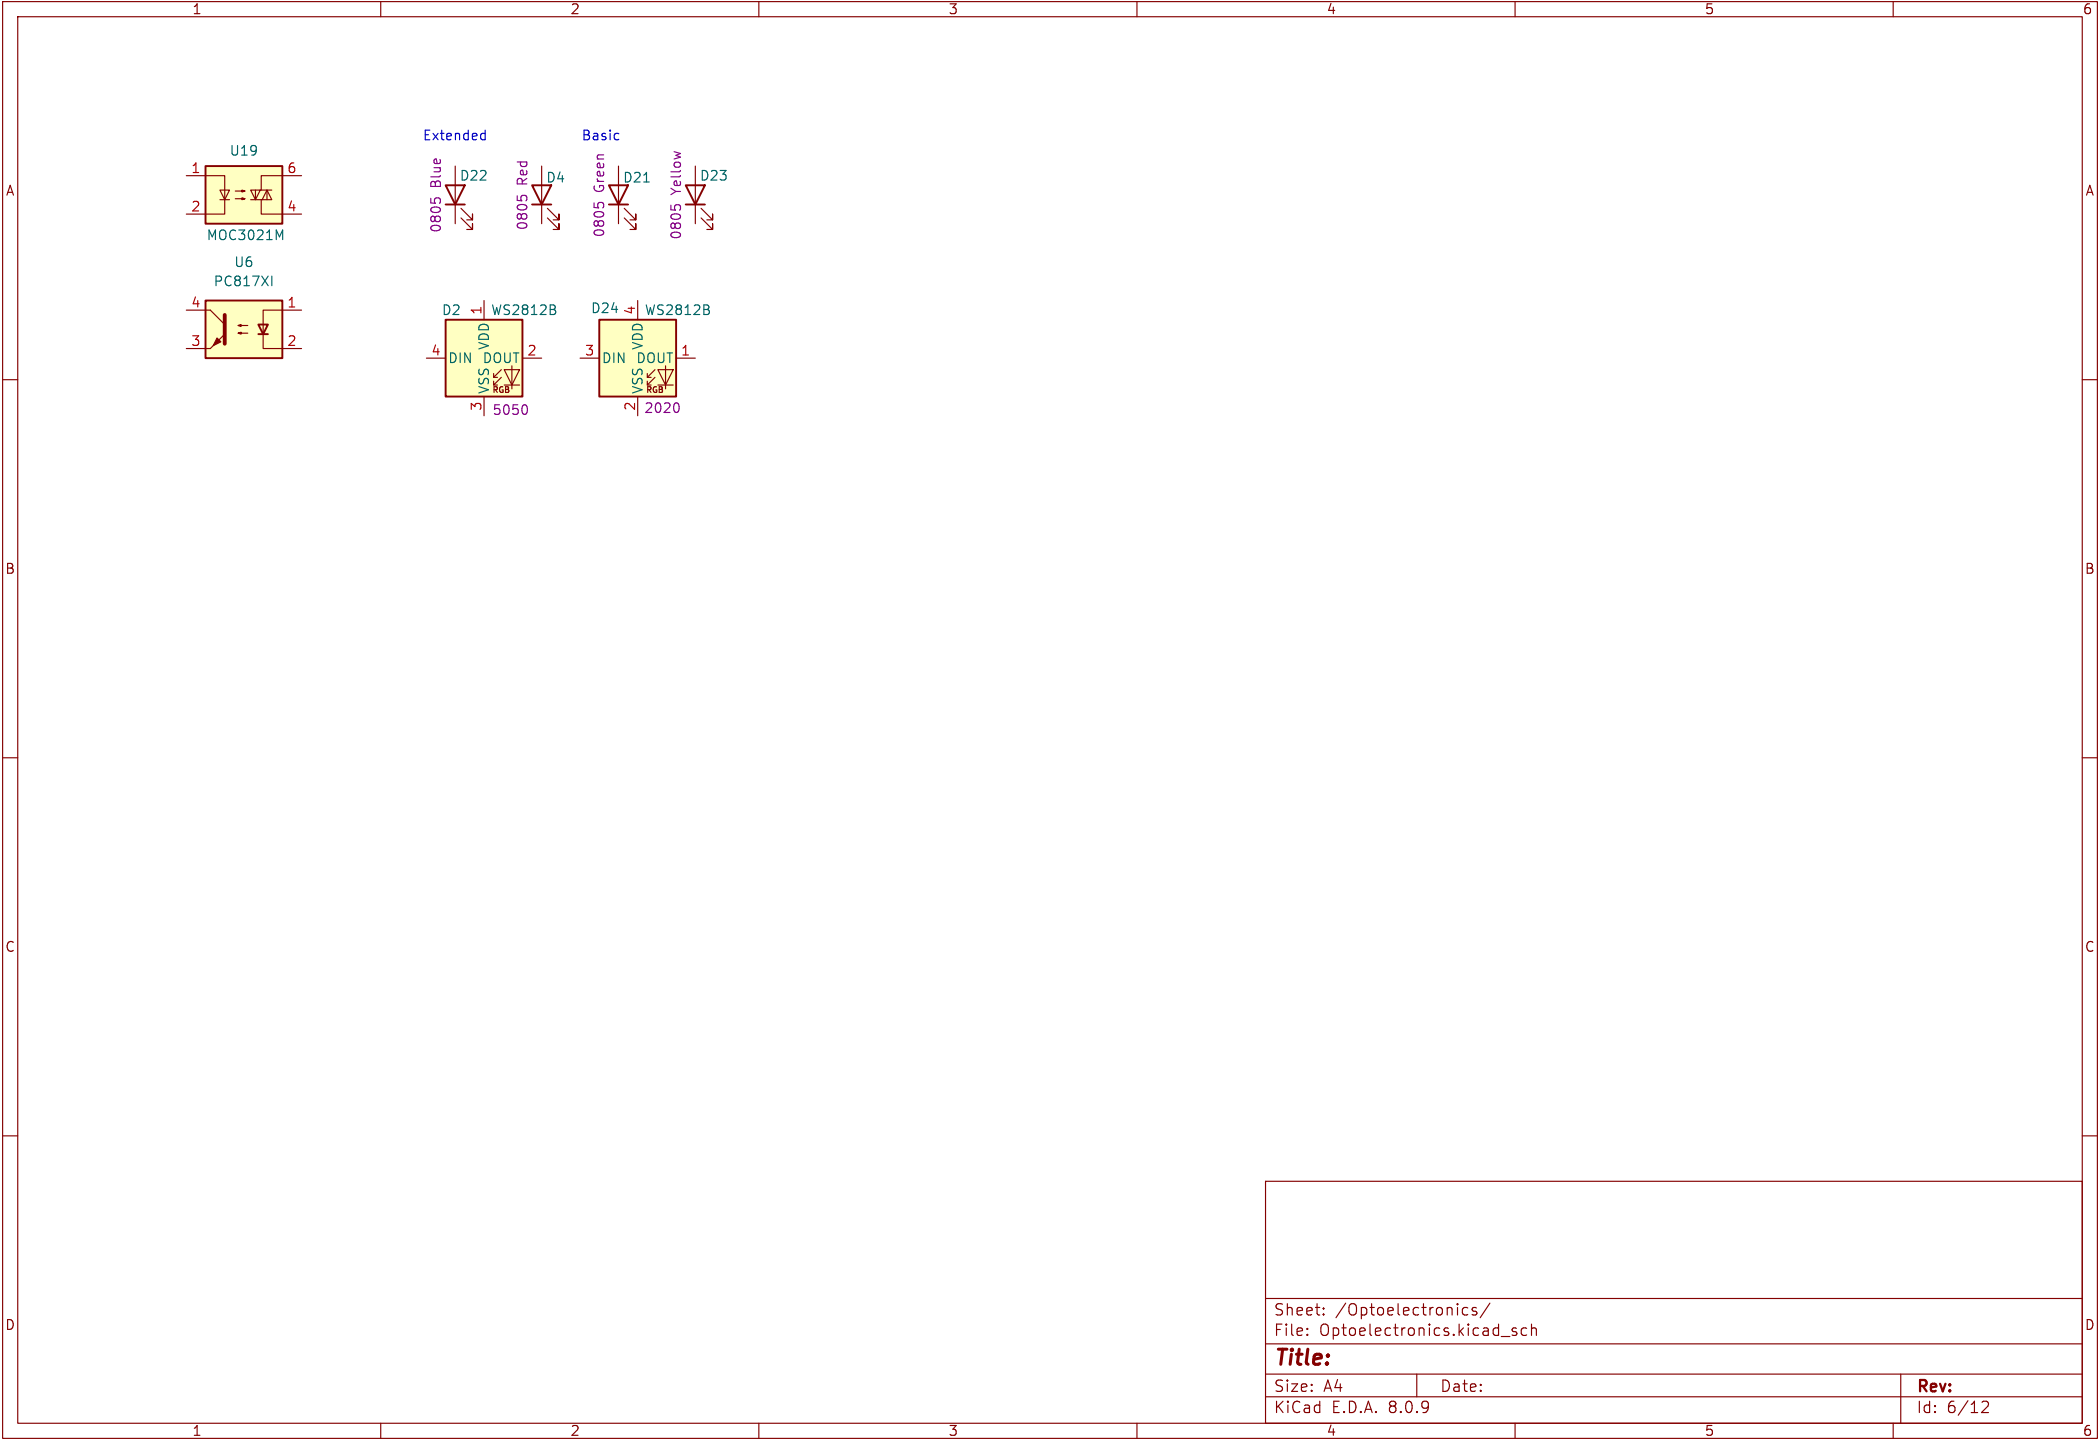 1 2 3 4 5 6
A A
B B
C C
D D
Extended
Basic
U19
1 6
2 4
MOC3021M
U6
PC817XI
4 1
3 2
0805 Blue
D22
0805 Red
D4
0805 Green
D21
0805 Yellow
D23
D2
1
WS2812B
VDD
4 DIN DOUT 2
VSS
RGB
3
5050
D24
4
WS2812B
VDD
3 DIN DOUT 1
VSS
RGB
2
2020
Sheet: /Optoelectronics/
File: Optoelectronics.kicad_sch
Title:
Size: A4 Date: Rev:
KiCad E.D.A. 8.0.9 Id: 6/12
1 2 3 4 5 6